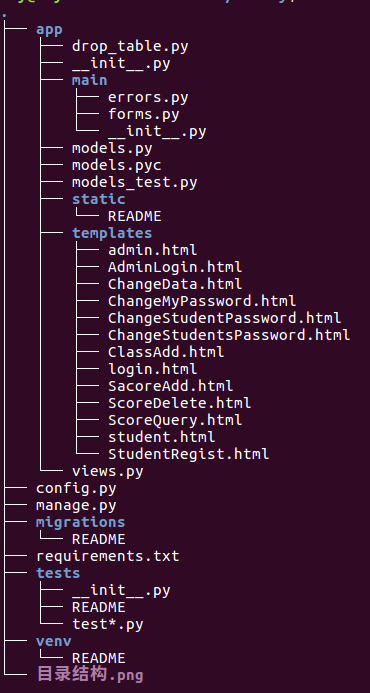 .
├── app
│   ├── drop_table.py
│   ├── __init__.py
│   ├── main
│   │   ├── errors.py
│   │   ├── forms.py
│   │   └── __init__.py
│   ├── models.py
│   ├── models.pyc
│   ├── models_test.py
│   ├── static
│   │   └── README
│   ├── templates
│   │   ├── admin.html
│   │   ├── AdminLogin.html
│   │   ├── ChangeData.html
│   │   ├── ChangeMyPassword.html
│   │   ├── ChangeStudentPassword.html
│   │   ├── ChangeStudentsPassword.html
│   │   ├── ClassAdd.html
│   │   ├── login.html
│   │   ├── SacoreAdd.html
│   │   ├── ScoreDelete.html
│   │   ├── ScoreQuery.html
│   │   ├── student.html
│   │   └── StudentRegist.html
│   └── views.py
├── config.py
├── manage.py
├── migrations
│   └── README
├── requirements.txt
├── tests
│   ├── __init__.py
│   ├── README
│   └── test*.py
├── venv
│   └── README
└── 目录结构.png